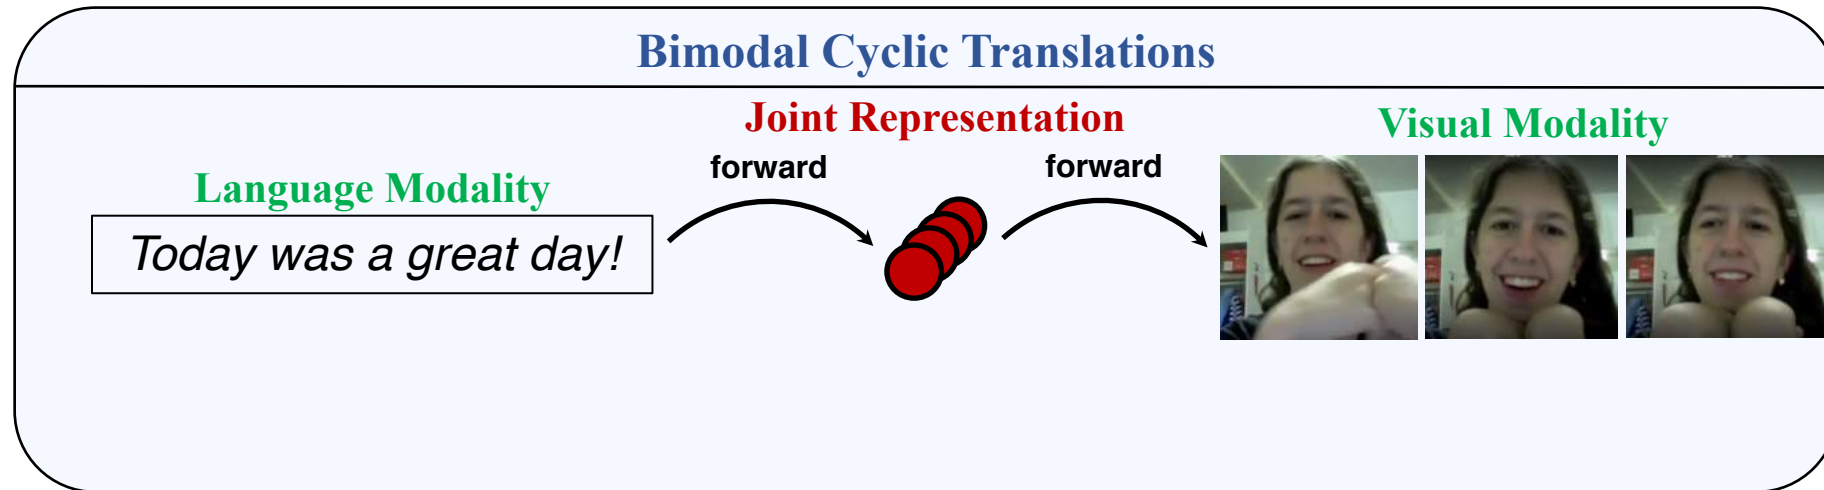 Bimodal Cyclic Translations
Joint Representation
Visual Modality
forward
forward
Language Modality
Today was a great day!